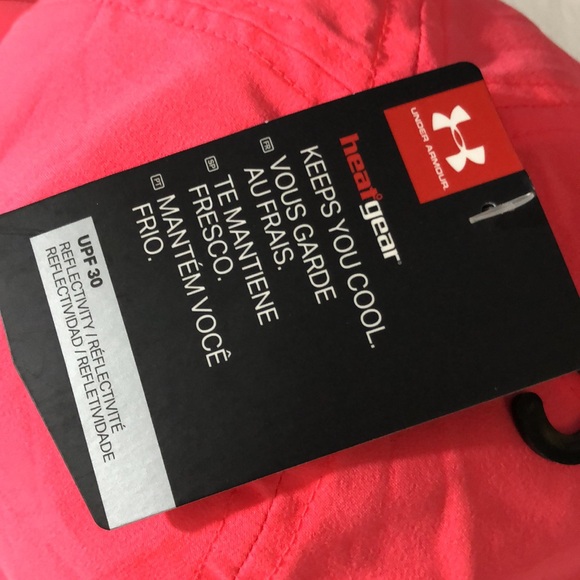 UNDER ARMOUR
heatgear
KEEPS YOU COOL.
FR
VOUS GARDE
AU FRAIS.
SP
TE MANTIENE
FRESCO.
PT
MANTÉM VOCÊ
FRIO.
UPF 30
REFLECTIVITY / RÉFLECTIVITÉ
REFLECTIVIDAD / REFLETIVIDADE